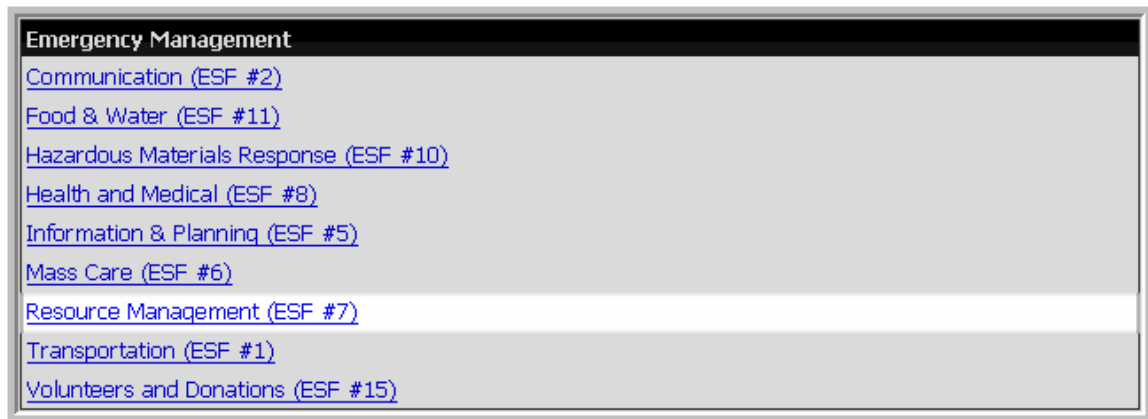 Emergency Management
Communication (ESF #2)
Food & Water (ESF #11)
Hazardous Materials Response (ESF #10)
Health and Medical (ESF #8)
Information & Planning (ESF #5)
Mass Care (ESF #6)
Resource Management (ESF #7)
Transportation (ESF #1)
Volunteers and Donations (ESF #15)